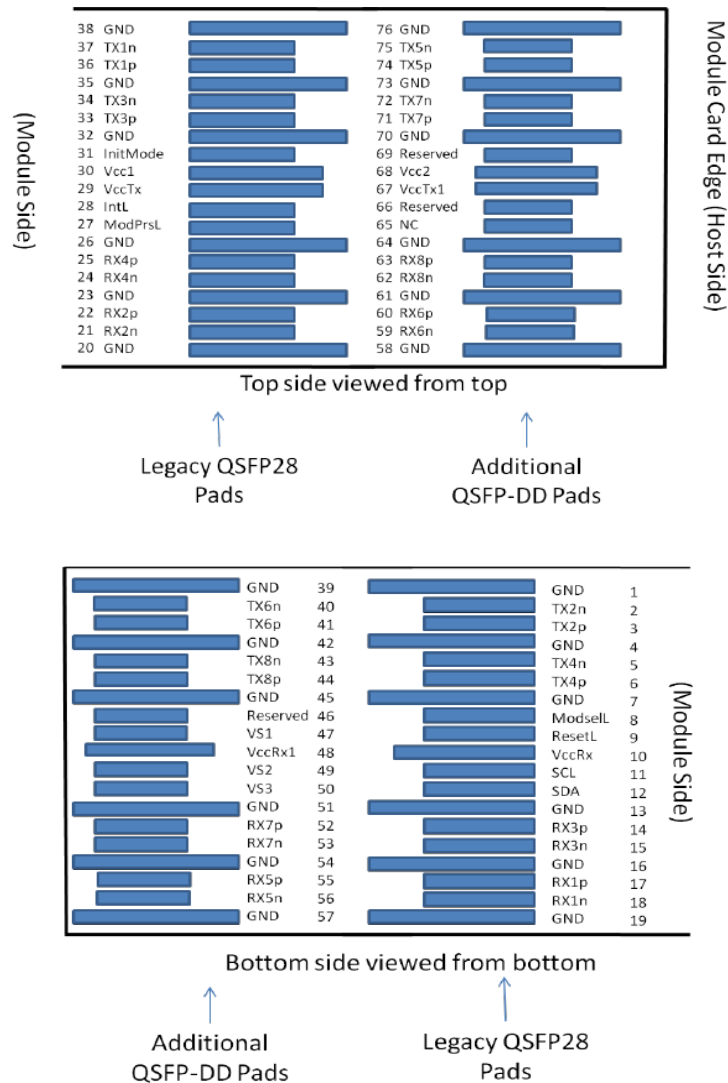 38 GND 76 GND
37 TX1n 75 TX5n
36 TX1p 74 TX5p
35 GND 73 GND
34 TX3n 72 TX7n
33 TX3p 71 TX7p
32 GND 70 GND
31 InitMode 69 Reserved
30 Vcc1 68 Vcc2
29 VccTx 67 VccTx1
28 IntL 66 Reserved
27 ModPrsL 65 NC
26 GND 64 GND
25 RX4p 63 RX8p
24 RX4n 62 RX8n
23 GND 61 GND
22 RX2p 60 RX6p
21 RX2n 59 RX6n
20 GND 58 GND
(Module Side)
Module Card Edge (Host Side)
Top side viewed from top
Legacy QSFP28
Pads
Additional
QSFP-DD Pads
GND 39 GND 1
TX6n 40 TX2n 2
TX6p 41 TX2p 3
GND 42 GND 4
TX8n 43 TX4n 5
TX8p 44 TX4p 6
GND 45 GND 7
Reserved 46 ModselL 8
VS1 47 ResetL 9
VccRx1 48 VccRx 10
VS2 49 SCL 11
VS3 50 SDA 12
GND 51 GND 13
RX7p 52 RX3p 14
RX7n 53 RX3n 15
GND 54 GND 16
RX5p 55 RX1p 17
RX5n 56 RX1n 18
GND 57 GND 19
(Module Side)
Bottom side viewed from bottom
Additional
QSFP-DD Pads
Legacy QSFP28
Pads